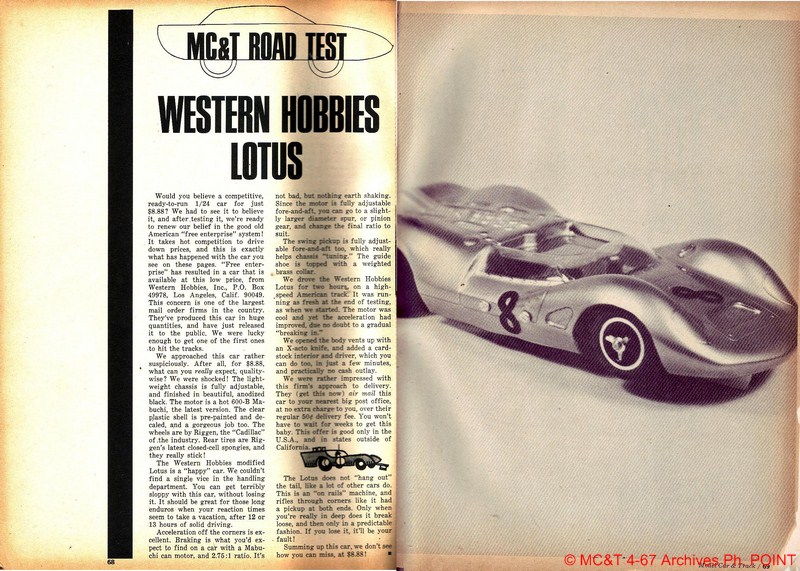 MC&T ROAD TEST
WESTERN HOBBIES
LOTUS
Would you believe a competitive,
ready-to-run 1/24 car for just
$8.88? We had to see it to believe
it, and after testing it, we're ready
to renew our belief in the good old
American "free enterprise" system!
It takes hot competition to drive
down prices, and this is exactly
what has happened with the car you
see on these pages. "Free enter-
prise" has resulted in a car that is
available at this low price, from
Western Hobbies, Inc., P.O. Box
49978, Los Angeles, Calif. 90049.
This concern is one of the largest
mail order firms in the country.
They've produced this car in huge
quantities, and have just released
it to the public. We were lucky
enough to get one of the first ones
to hit the tracks.
We approached this car rather
suspiciously. After all, for $8.88,
what can you really expect, quality-
wise? We were shocked! The light-
weight chassis is fully adjustable,
and finished in beautiful, anodized
black. The motor is a hot 600-B Ma-
buchi, the latest version. The clear
plastic shell is pre-painted and de-
caled, and a gorgeous job too. The
wheels are by Riggen, the "Cadillac"
of the industry. Rear tires are Rig-
gen's latest closed-cell spongies, and
they really stick!
The Western Hobbies modified
Lotus is a "happy" car. We couldn't
find a single vice in the handling
department. You can get terribly
sloppy with this car, without losing
it. It should be great for those long
enduros when your reaction times
seem to take a vacation, after 12 or
13 hours of solid driving.
Acceleration off the corners is ex-
cellent. Braking is what you'd ex-
pect to find on a car with a Mabu-
chi can motor, and 2.75:1 ratio. It's
not bad, but nothing earth shaking.
Since the motor is fully adjustable
fore-and-aft, you can go to a slight-
ly larger diameter spur, or pinion
gear, and change the final ratio to
suit.
The swing pickup is fully adjust-
able fore-and-aft too, which really
helps chassis "tuning." The guide
shoe is topped with a weighted
brass collar.
We drove the Western Hobbies
Lotus for two hours, on a high-
speed American track. It was run-
ning as fresh at the end of testing,
as when we started. The motor was
cool and yet the acceleration had
improved, due no doubt to a gradual
"breaking in."
We opened the body vents up with
an X-acto knife, and added a card-
stock interior and driver, which you
can do too, in just a few minutes,
and practically no cash outlay.
We were rather impressed with
this firm's approach to delivery.
They (get this now) air mail this
car to your nearest big post office,
at no extra charge to you, over their
regular 50¢ delivery fee. You won't
have to wait for weeks to get this
baby. This offer is good only in the
U.S.A., and in states outside of
California.
The Lotus does not "hang out"
the tail, like a lot of other cars do.
This is an "on rails" machine, and
rifles through corners like it had
a pickup at both ends. Only when
you're really in deep does it break
loose, and then only in a predictable
fashion. If you lose it, it'll be your
fault!
Summing this car up, we don't see
how you can miss, at $8.88!
68
8
Model Car & Track / 69
© MC&T 4-67 Archives Ph. POINT